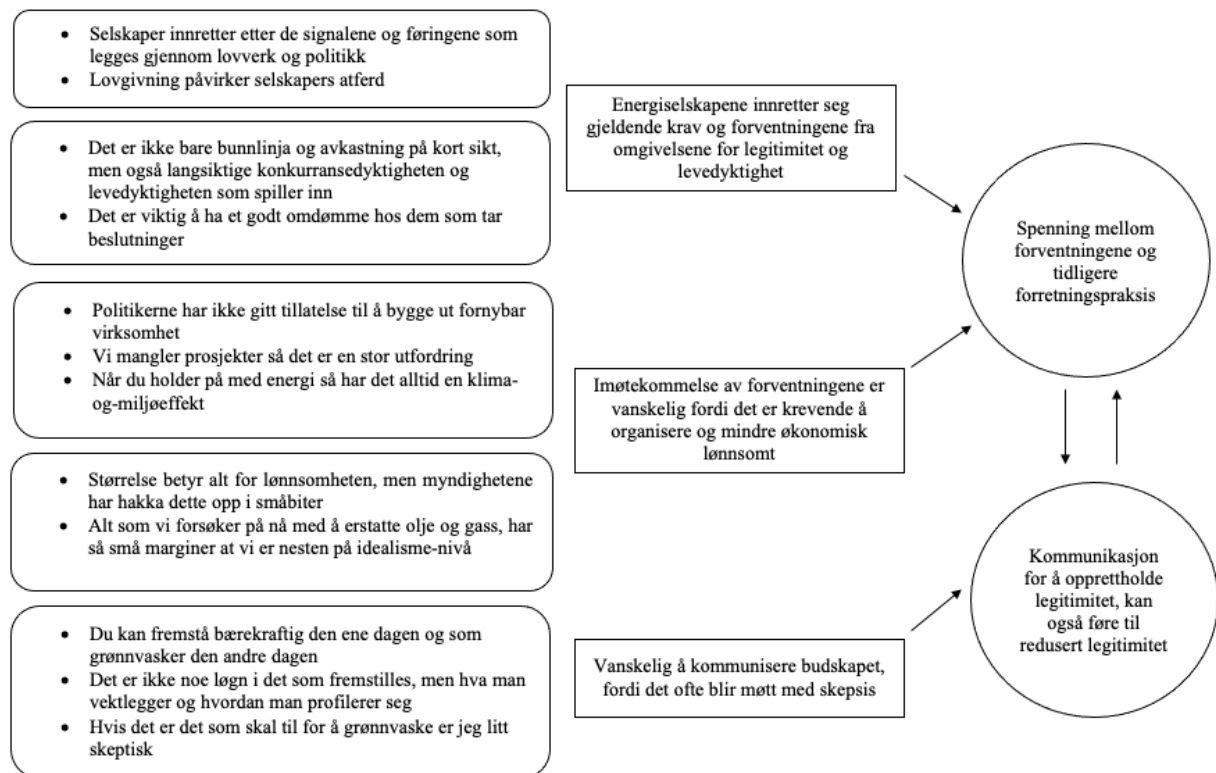 • Selskaper innretter etter de signalene og føringene som
legges gjennom lovverk og politikk
• Lovgivning påvirker selskapers atferd
• Det er ikke bare bunnlinja og avkastning på kort sikt,
men også langsiktige konkurransedyktigheten og
levedyktigheten som spiller inn
• Det er viktig å ha et godt omdømme hos dem som tar
beslutninger
• Politikerne har ikke gitt tillatelse til å bygge ut fornybar
virksomhet
• Vi mangler prosjekter så det er en stor utfordring
• Når du holder på med energi så har det alltid en klima-
og-miljøeffekt
• Størrelse betyr alt for lønnsomheten, men myndighetene
har hakka dette opp i småbiter
• Alt som vi forsøker på nå med å erstatte olje og gass, har
så små marginer at vi er nesten på idealisme-nivå
• Du kan fremstå bærekraftig den ene dagen og som
grønnvasker den andre dagen
• Det er ikke noe løgn i det som fremstilles, men hva man
vektlegger og hvordan man profilerer seg
• Hvis det er det som skal til for å grønnvaske er jeg litt
skeptisk
Energiselskapene innretter seg
gjeldende krav og forventningene fra
omgivelsene for legitimitet og
levedyktighet
Imøtekommelse av forventningene er
vanskelig fordi det er krevende å
organisere og mindre økonomisk
lønnsomt
Vanskelig å kommunisere budskapet,
fordi det ofte blir møtt med skepsis
Spenning mellom
forventningene og
tidligere
forretningspraksis
Kommunikasjon
for å opprettholde
legitimitet, kan
også føre til
redusert legitimitet